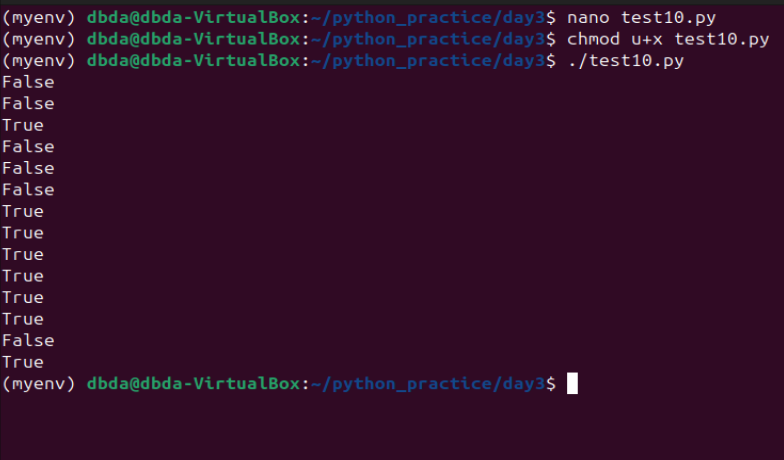 (myenv) dbda@dbda-VirtualBox:~/python_practice/day3$ nano test10.py
(myenv) dbda@dbda-VirtualBox:~/python_practice/day3$ chmod u+x test10.py
(myenv) dbda@dbda-VirtualBox:~/python_practice/day3$ ./test10.py
False
False
True
False
False
False
True
True
True
True
True
True
False
True
(myenv) dbda@dbda-VirtualBox:~/python_practice/day3$